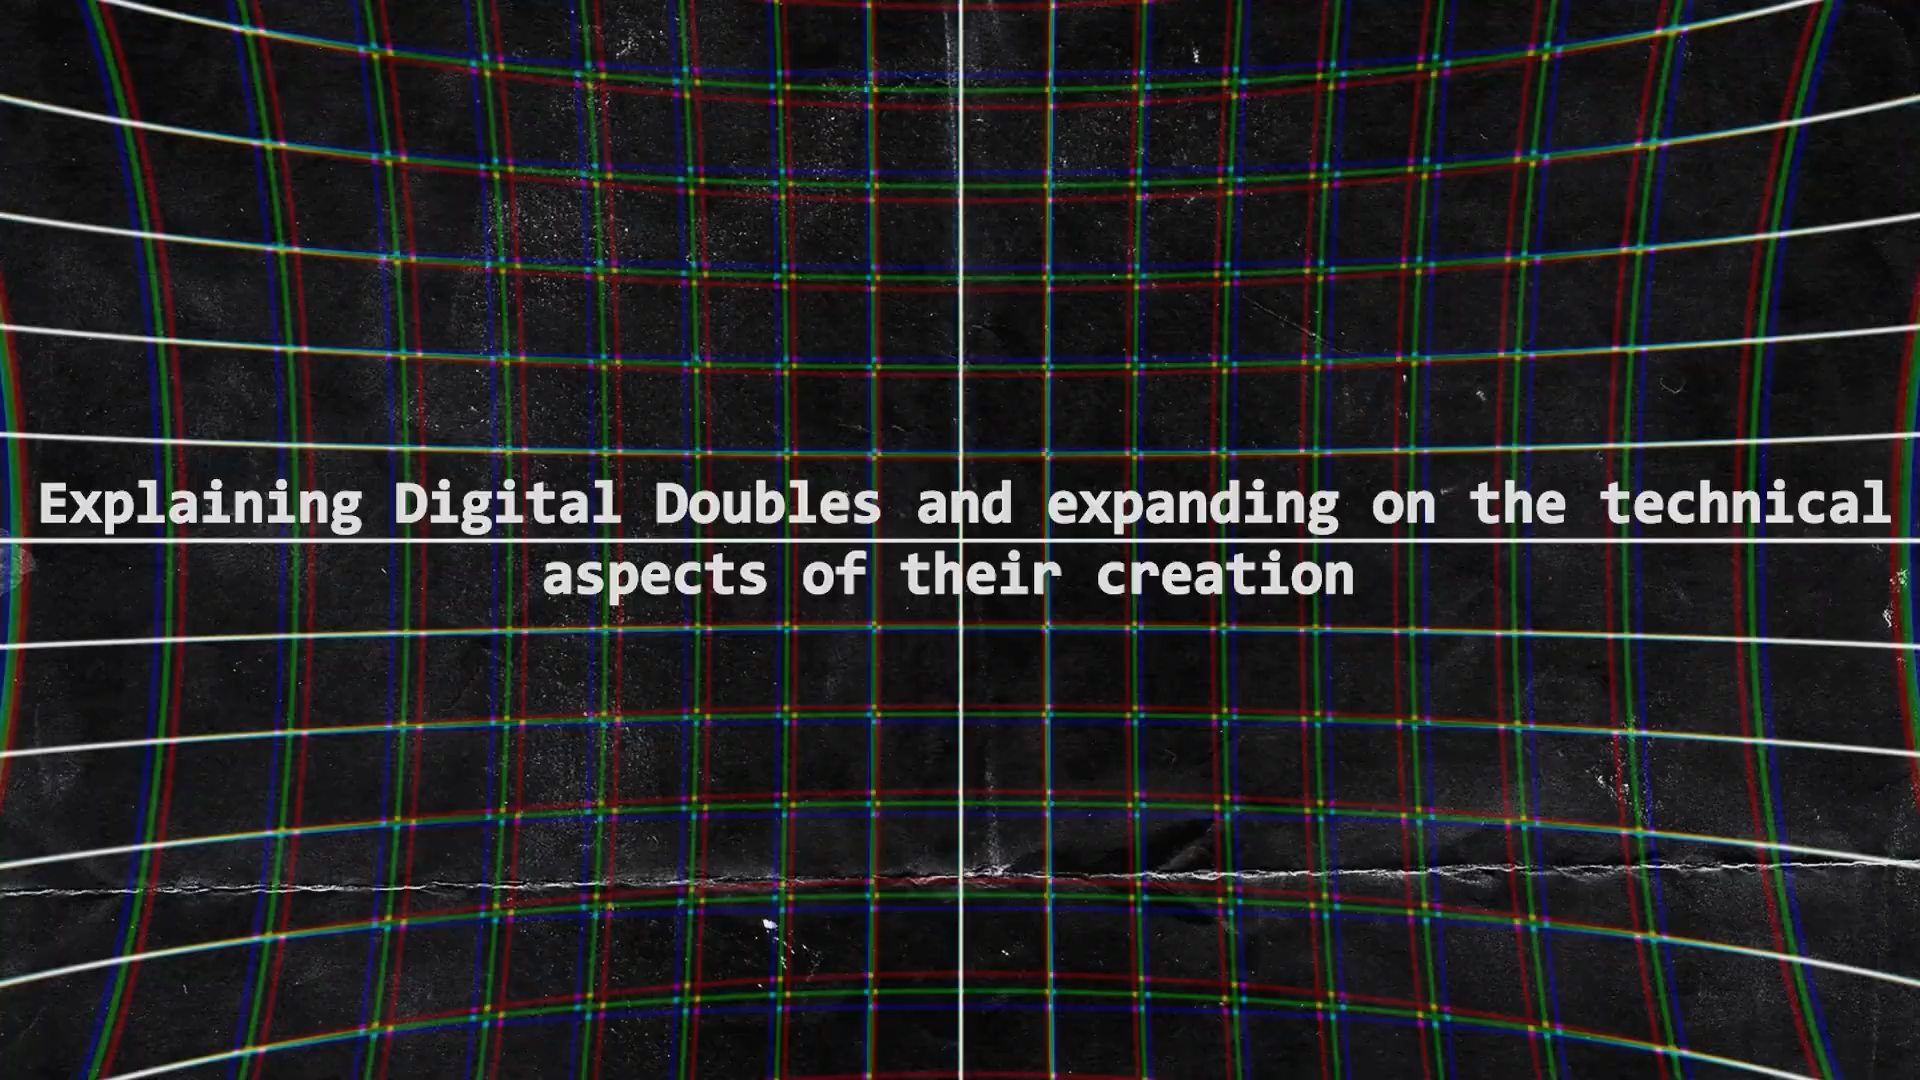 Explaining Digital Doubles and expanding on the technical
aspects of their creation